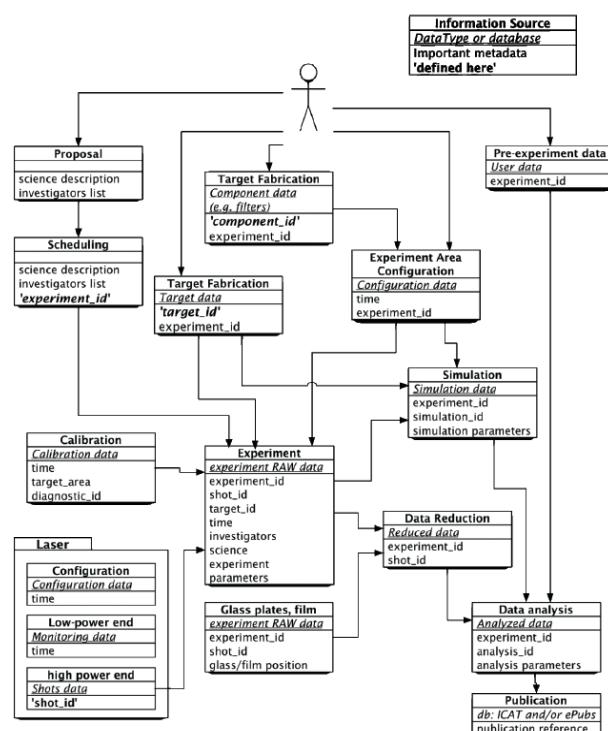 Information Source
DataType or database
Important metadata
'defined here'
Proposal
science description
investigators list
Target Fabrication
Component data
(e.g. filters)
'component_id'
experiment_id
Pre-experiment data
User data
experiment_id
Scheduling
science description
investigators list
'experiment_id'
Target Fabrication
Target data
'target_id'
experiment_id
Experiment Area
Configuration
Configuration data
time
experiment_id
Simulation
Simulation data
experiment_id
simulation_id
simulation parameters
Calibration
Calibration data
time
target_area
diagnostic_id
Experiment
experiment RAW data
experiment_id
shot_id
target_id
time
investigators
science
experiment
parameters
Data Reduction
Reduced data
experiment_id
shot_id
Laser
Configuration
Configuration data
time
Low-power end
Monitoring data
time
high power end
Shots data
'shot_id'
Glass plates, film
experiment RAW data
experiment_id
shot_id
glass/film position
Data analysis
Analyzed data
experiment_id
analysis_id
analysis parameters
Publication
db: ICAT and/or ePubs
publication reference